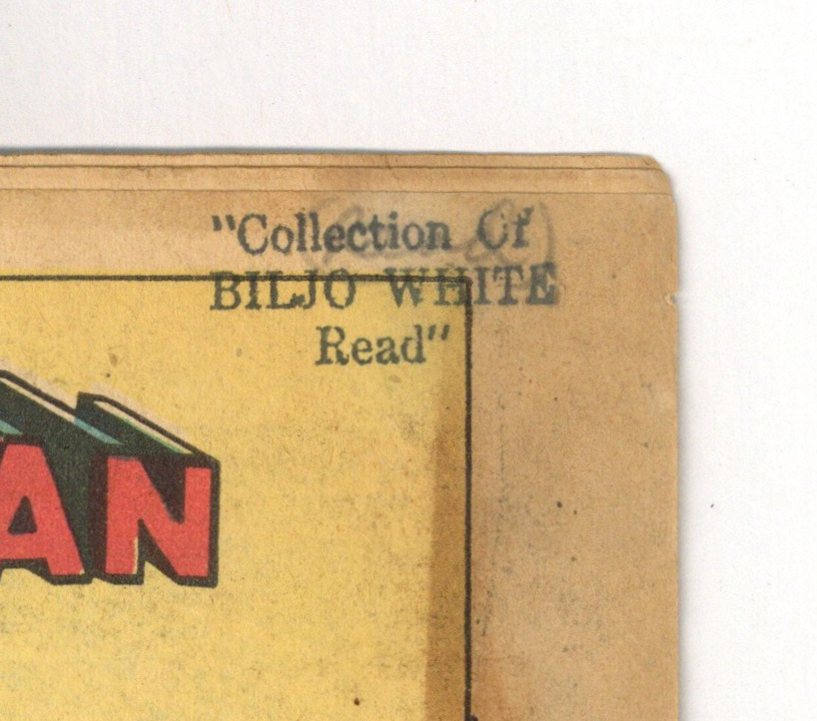 "Collection Of
BILJO WHITE
Read"
AN